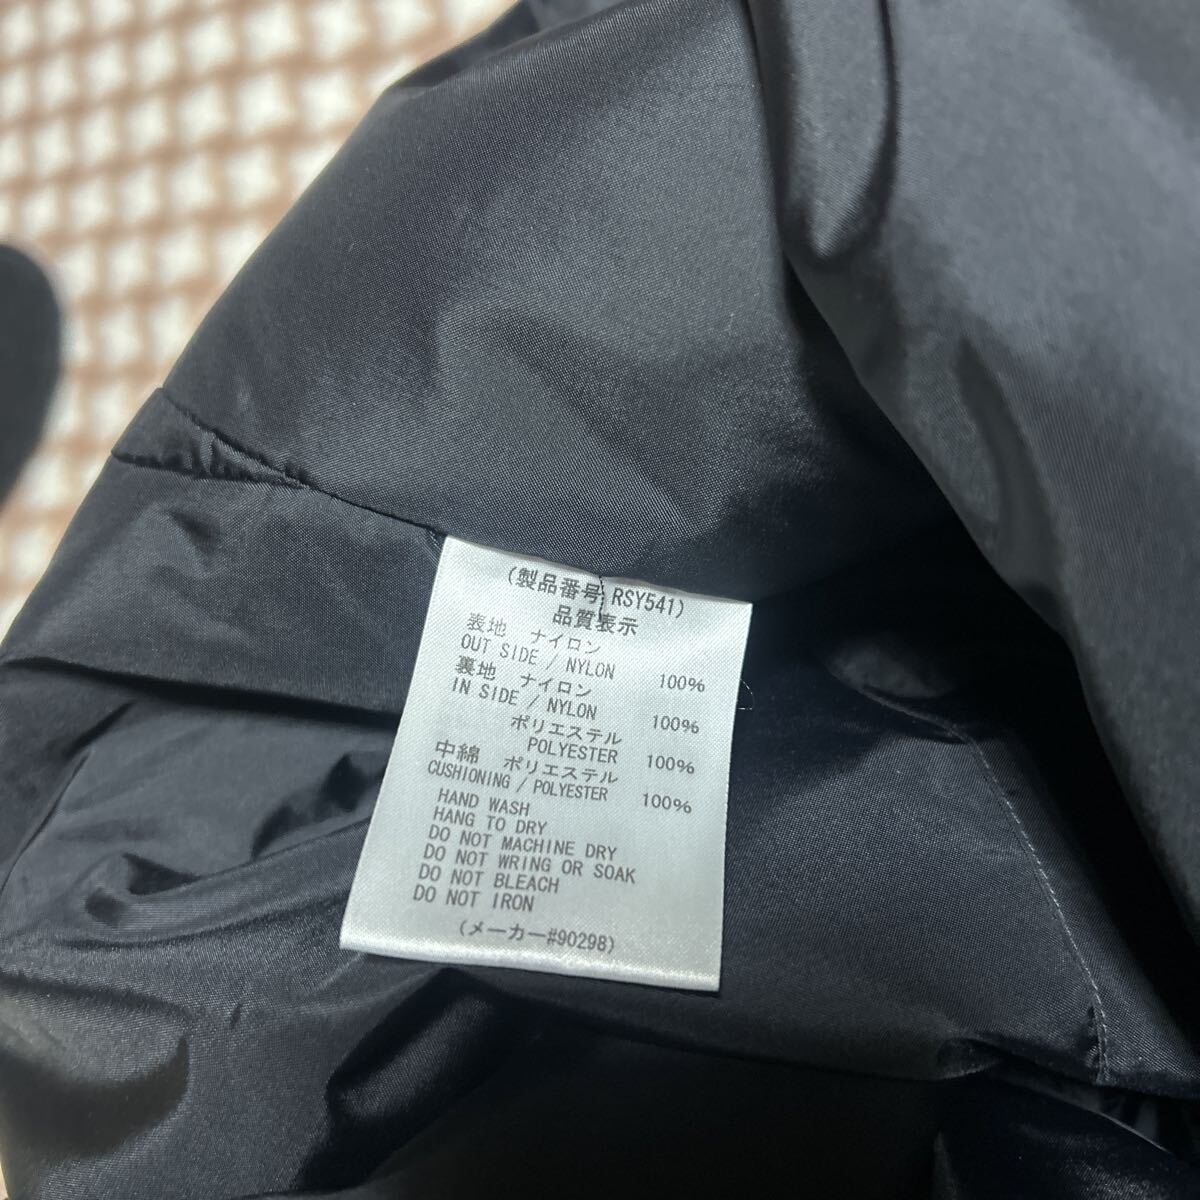 (製品番号 RSY541)
品質表示
表地 ナイロン
OUT SIDE / NYLON 100%
裏地 ナイロン
IN SIDE / NYLON 100%
ポリエステル
POLYESTER 100%
中綿 ポリエステル
CUSHIONING / POLYESTER 100%
HAND WASH
HANG TO DRY
DO NOT MACHINE DRY
DO NOT WRING OR SOAK
DO NOT BLEACH
DO NOT IRON
(メーカー#90298)